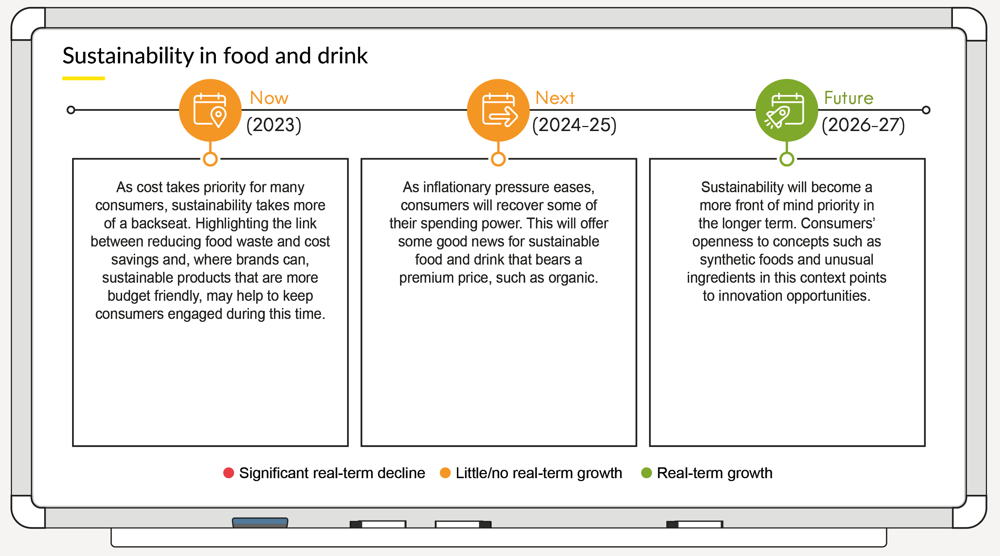 Sustainability in food and drink
Now
(2023)
Next
(2024-25)
Future
(2026-27)
As cost takes priority for many
consumers, sustainability takes more
of a backseat. Highlighting the link
between reducing food waste and cost
savings and, where brands can,
sustainable products that are more
budget friendly, may help to keep
consumers engaged during this time.
As inflationary pressure eases,
consumers will recover some of
their spending power. This will offer
some good news for sustainable
food and drink that bears a
premium price, such as organic.
Sustainability will become a
more front of mind priority in
the longer term. Consumers’
openness to concepts such as
synthetic foods and unusual
ingredients in this context points
to innovation opportunities.
Significant real-term decline
Little/no real-term growth
Real-term growth